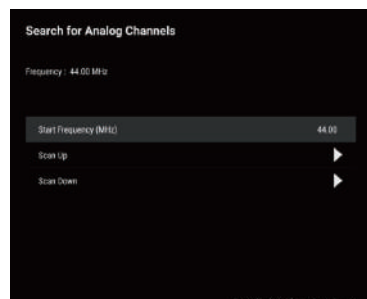 Search for Analog Channels
Frequency : 44.00 MHz
Start Frequency (MHz) 44.00
Scan Up
Scan Down